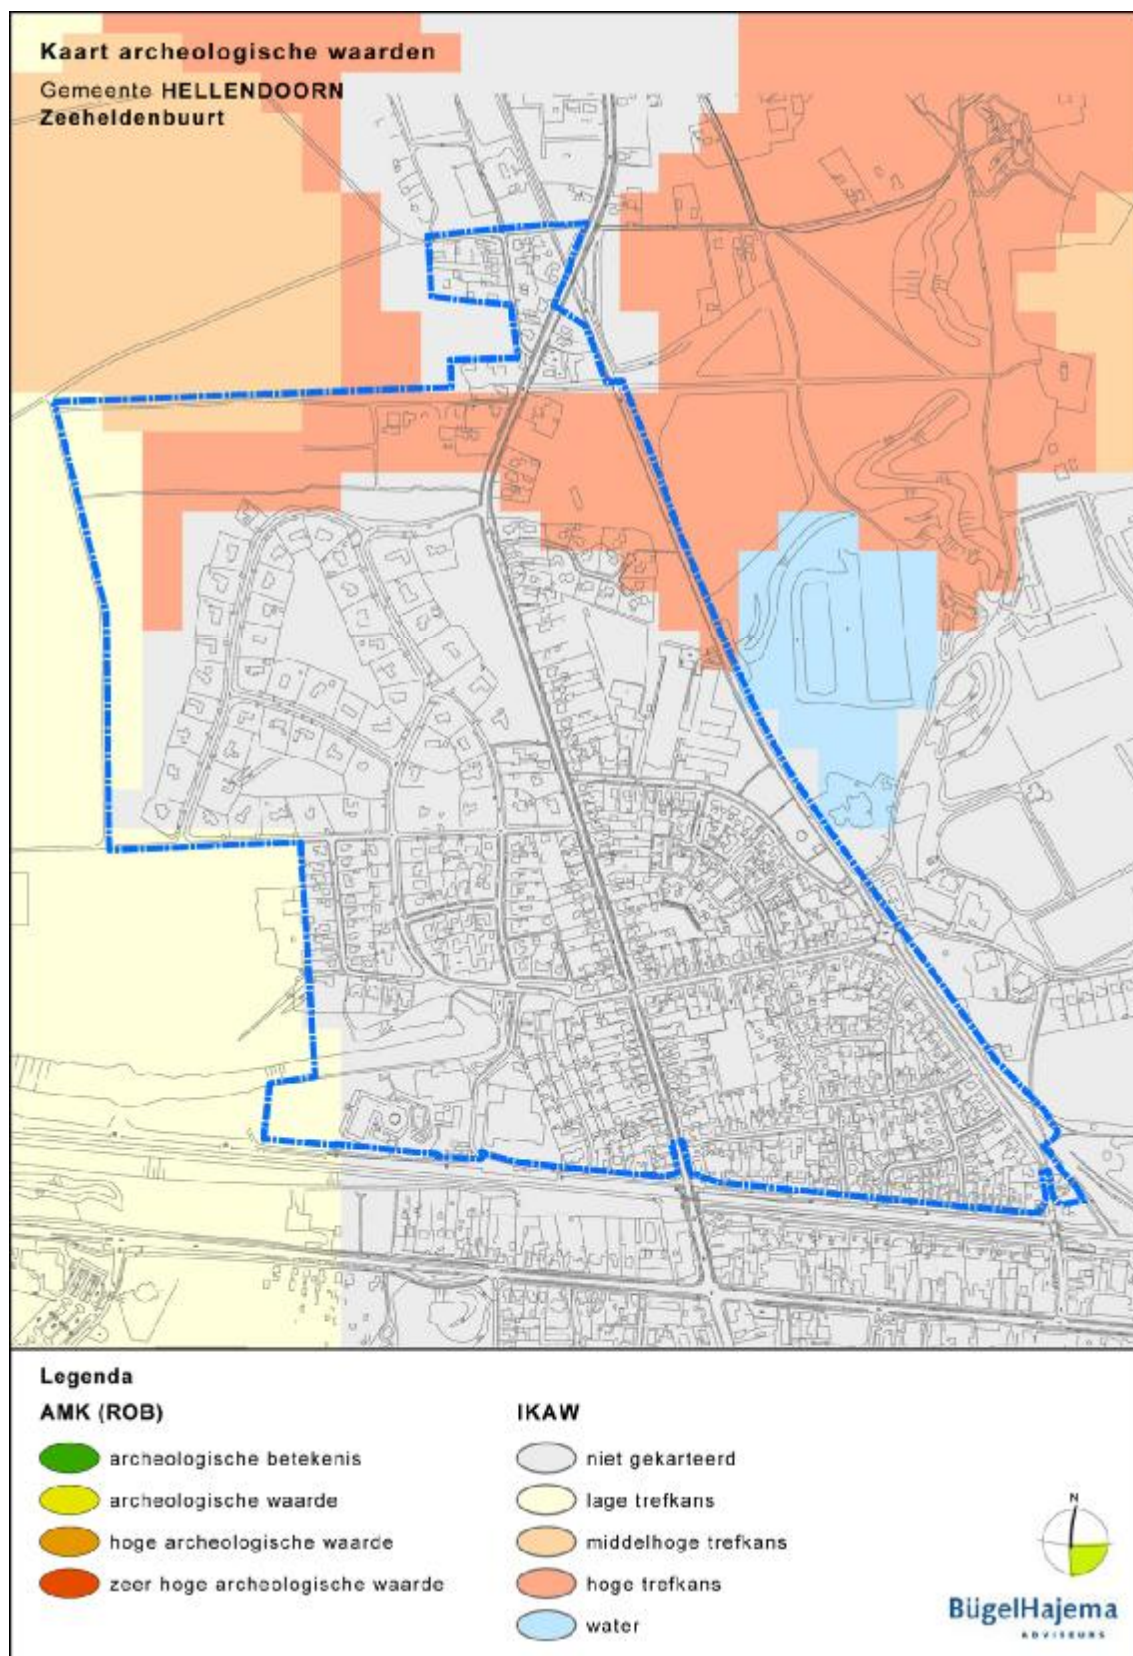 Kaart archeologische waarden
Gemeente HELLENDOORN
Zeeheldenbuurt
Legenda
AMK (ROB)
archeologische betekenis
archeologische waarde
hoge archeologische waarde
zeer hoge archeologische waarde
IKAW
niet gekarteerd
lage trefkans
middelhoge trefkans
hoge trefkans
water
N
BügelHajema
ADVISEURS